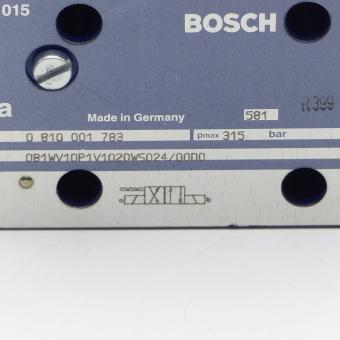 015
BOSCH
a
R399
581
Made in Germany
0 810 001 783 pmax 315 bar
081WV10P1V1020WS024/00D0